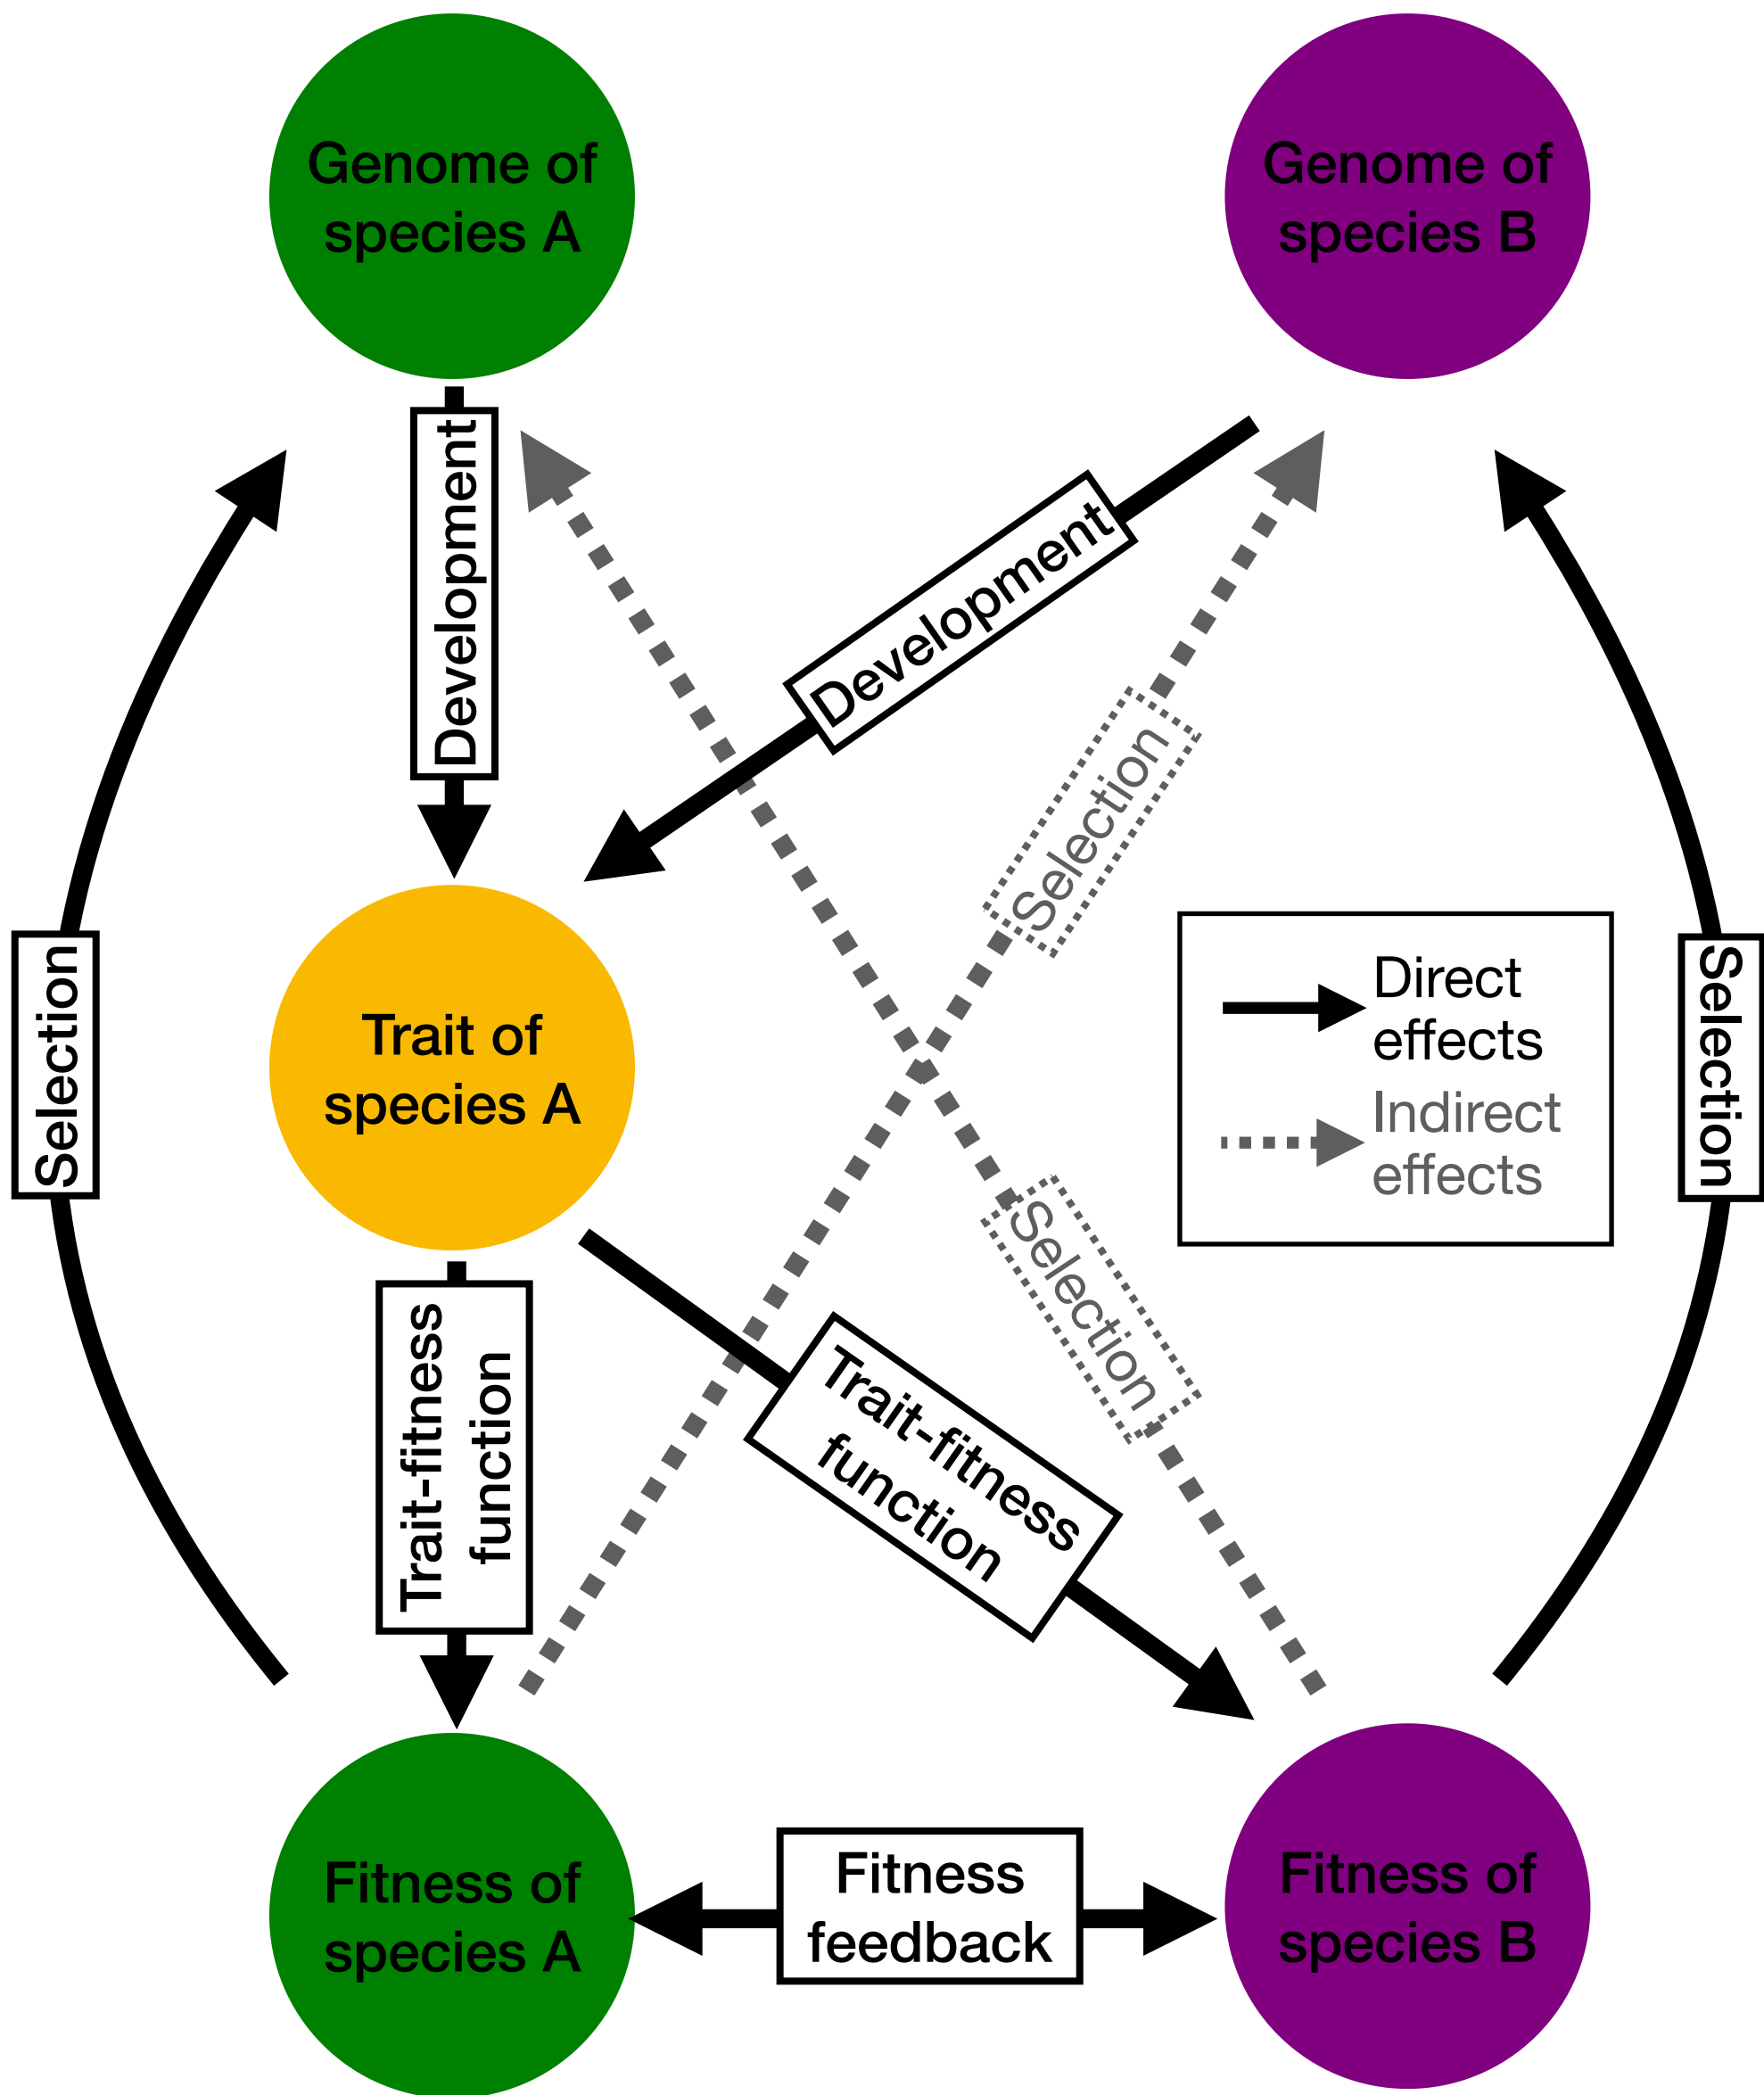 Genome of
species A
Genome of
species B
Development
Development
Selection
Selection
Trait of
species A
Direct
effects
Indirect
effects
Selection
Selection
Trait-fitness
function
Trait-fitness
function
Fitness of
species A
Fitness
feedback
Fitness of
species B